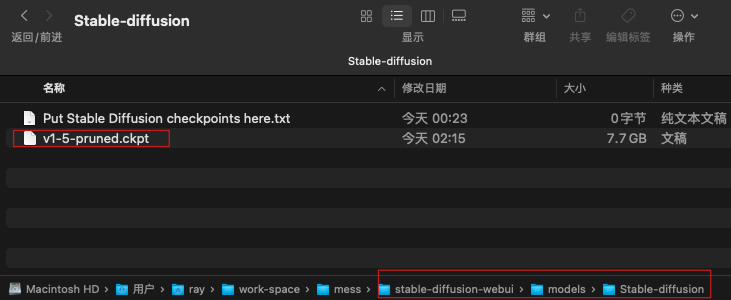 Stable-diffusion
返回/前进
显示
群组
共享
编辑标签
操作
Stable-diffusion
名称 修改日期 大小 种类
Put Stable Diffusion checkpoints here.txt 今天 00:23 0 字节 纯文本文稿
v1-5-pruned.ckpt 今天 02:15 7.7 GB 文稿
Macintosh HD › 用户 › ray › work-space › mess › stable-diffusion-webui › models › Stable-diffusion